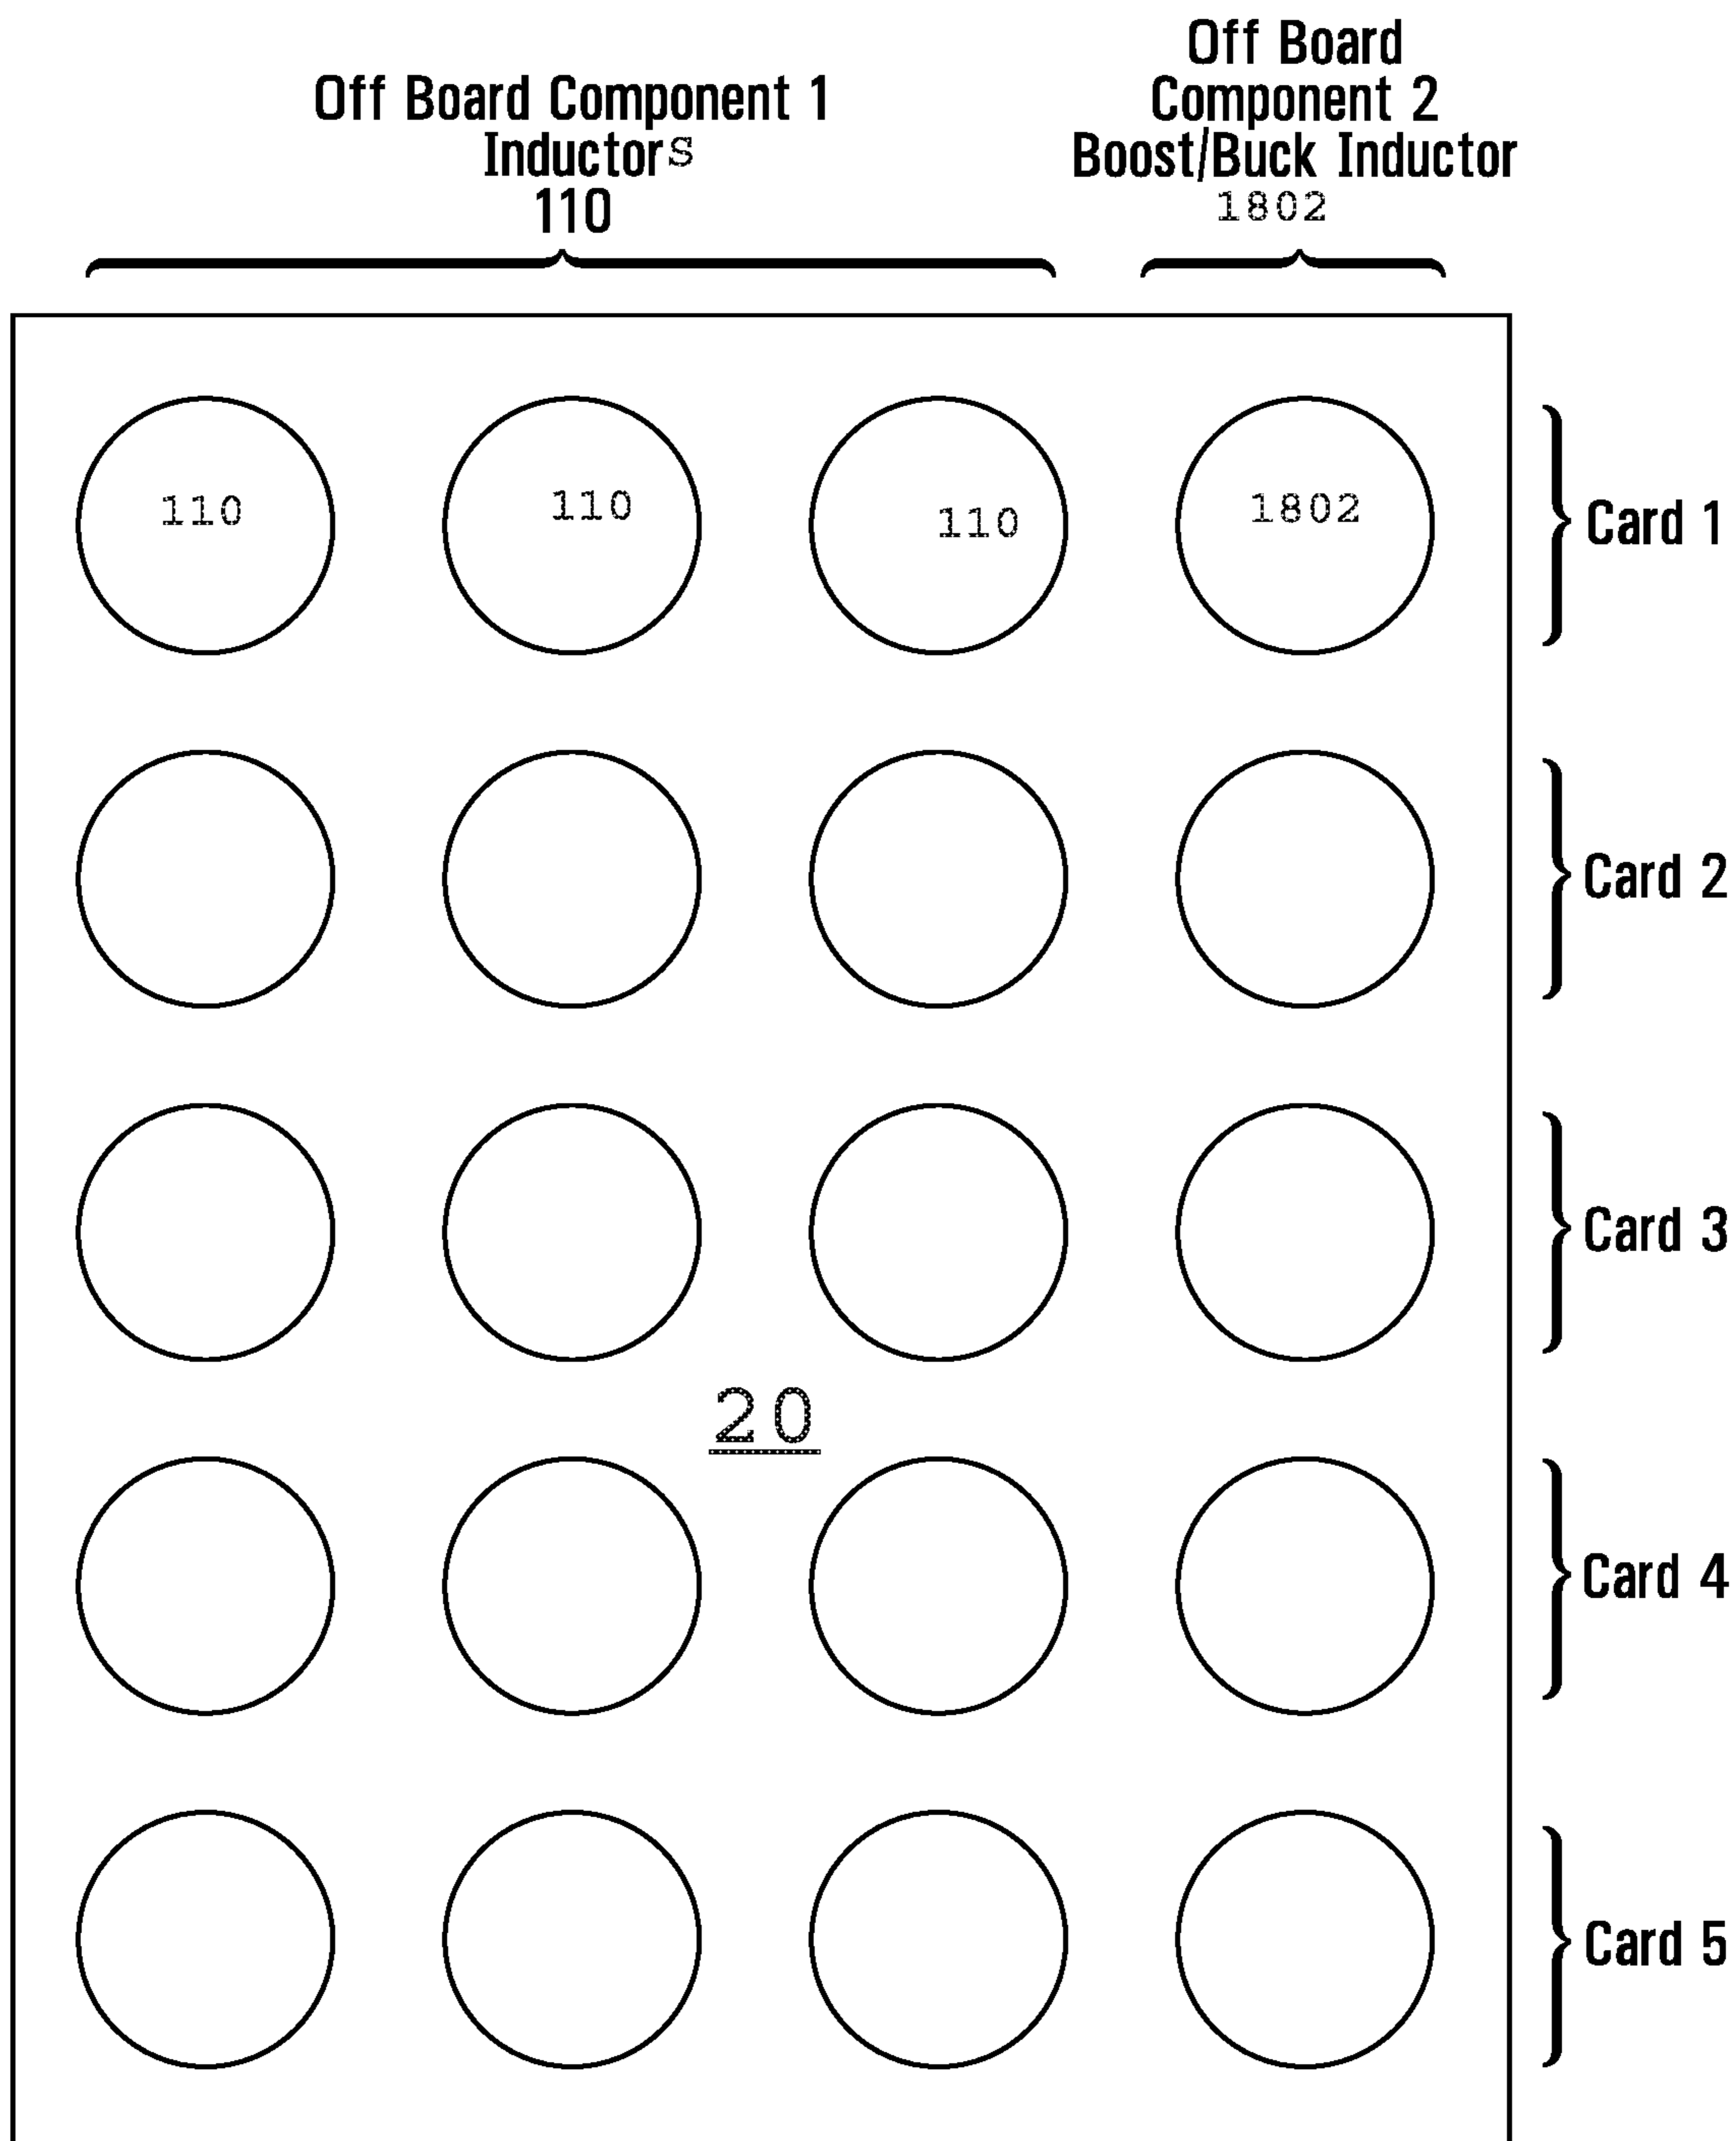 Off Board Component 1
Inductors
110
Off Board
Component 2
Boost/Buck Inductor
1802
110 110 110 1802
Card 1
Card 2
Card 3
20
Card 4
Card 5